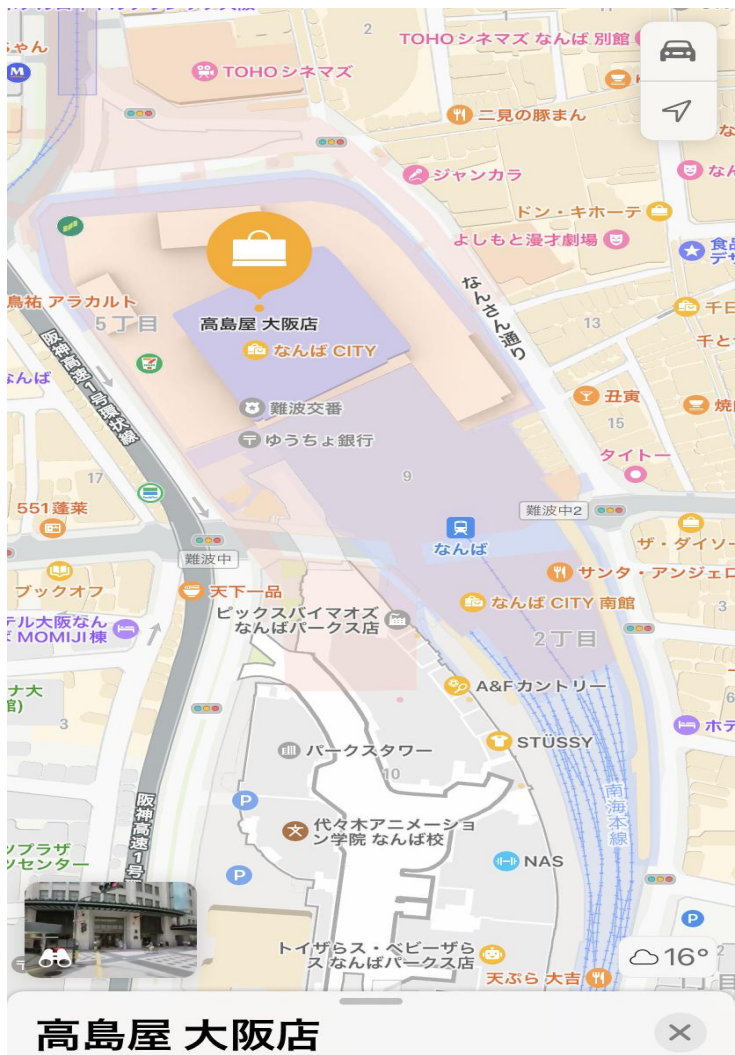 2
TOHOシネマズ なんば 別館
ちゃん
M
TOHOシネマズ
二見の豚まん
ジャンカラ
ドン・キホーテ
よしもと漫才劇場
なんさん通り
千日
千と
鳥祐 アラカルト
5丁目
高島屋 大阪店
なんば CITY
13
阪神高速1号環状線
なんば
難波交番
丑寅
15
ゆうちょ銀行
タイトー
17
9
551蓬莱
難波中2
なんば
難波中
ザ・ダイソー
ブックオフ
天下一品
サンタ・アンジェロ
なんば CITY 南館
3
ピックスバイマオズ
なんばパークス店
テル大阪なん
ば MOMIJI棟
2丁目
A&Fカントリー
ナ大
館)
3
6
ホテ
STÜSSY
パークスタワー
10
南海本線
阪神高速1号
P
代々木アニメーショ
ン学院 なんば校
ツプラザ
ツセンター
NAS
P
P
トイザらス・ベビーザら
ス なんばパークス店
16°
2
天ぷら 大吉
高島屋 大阪店